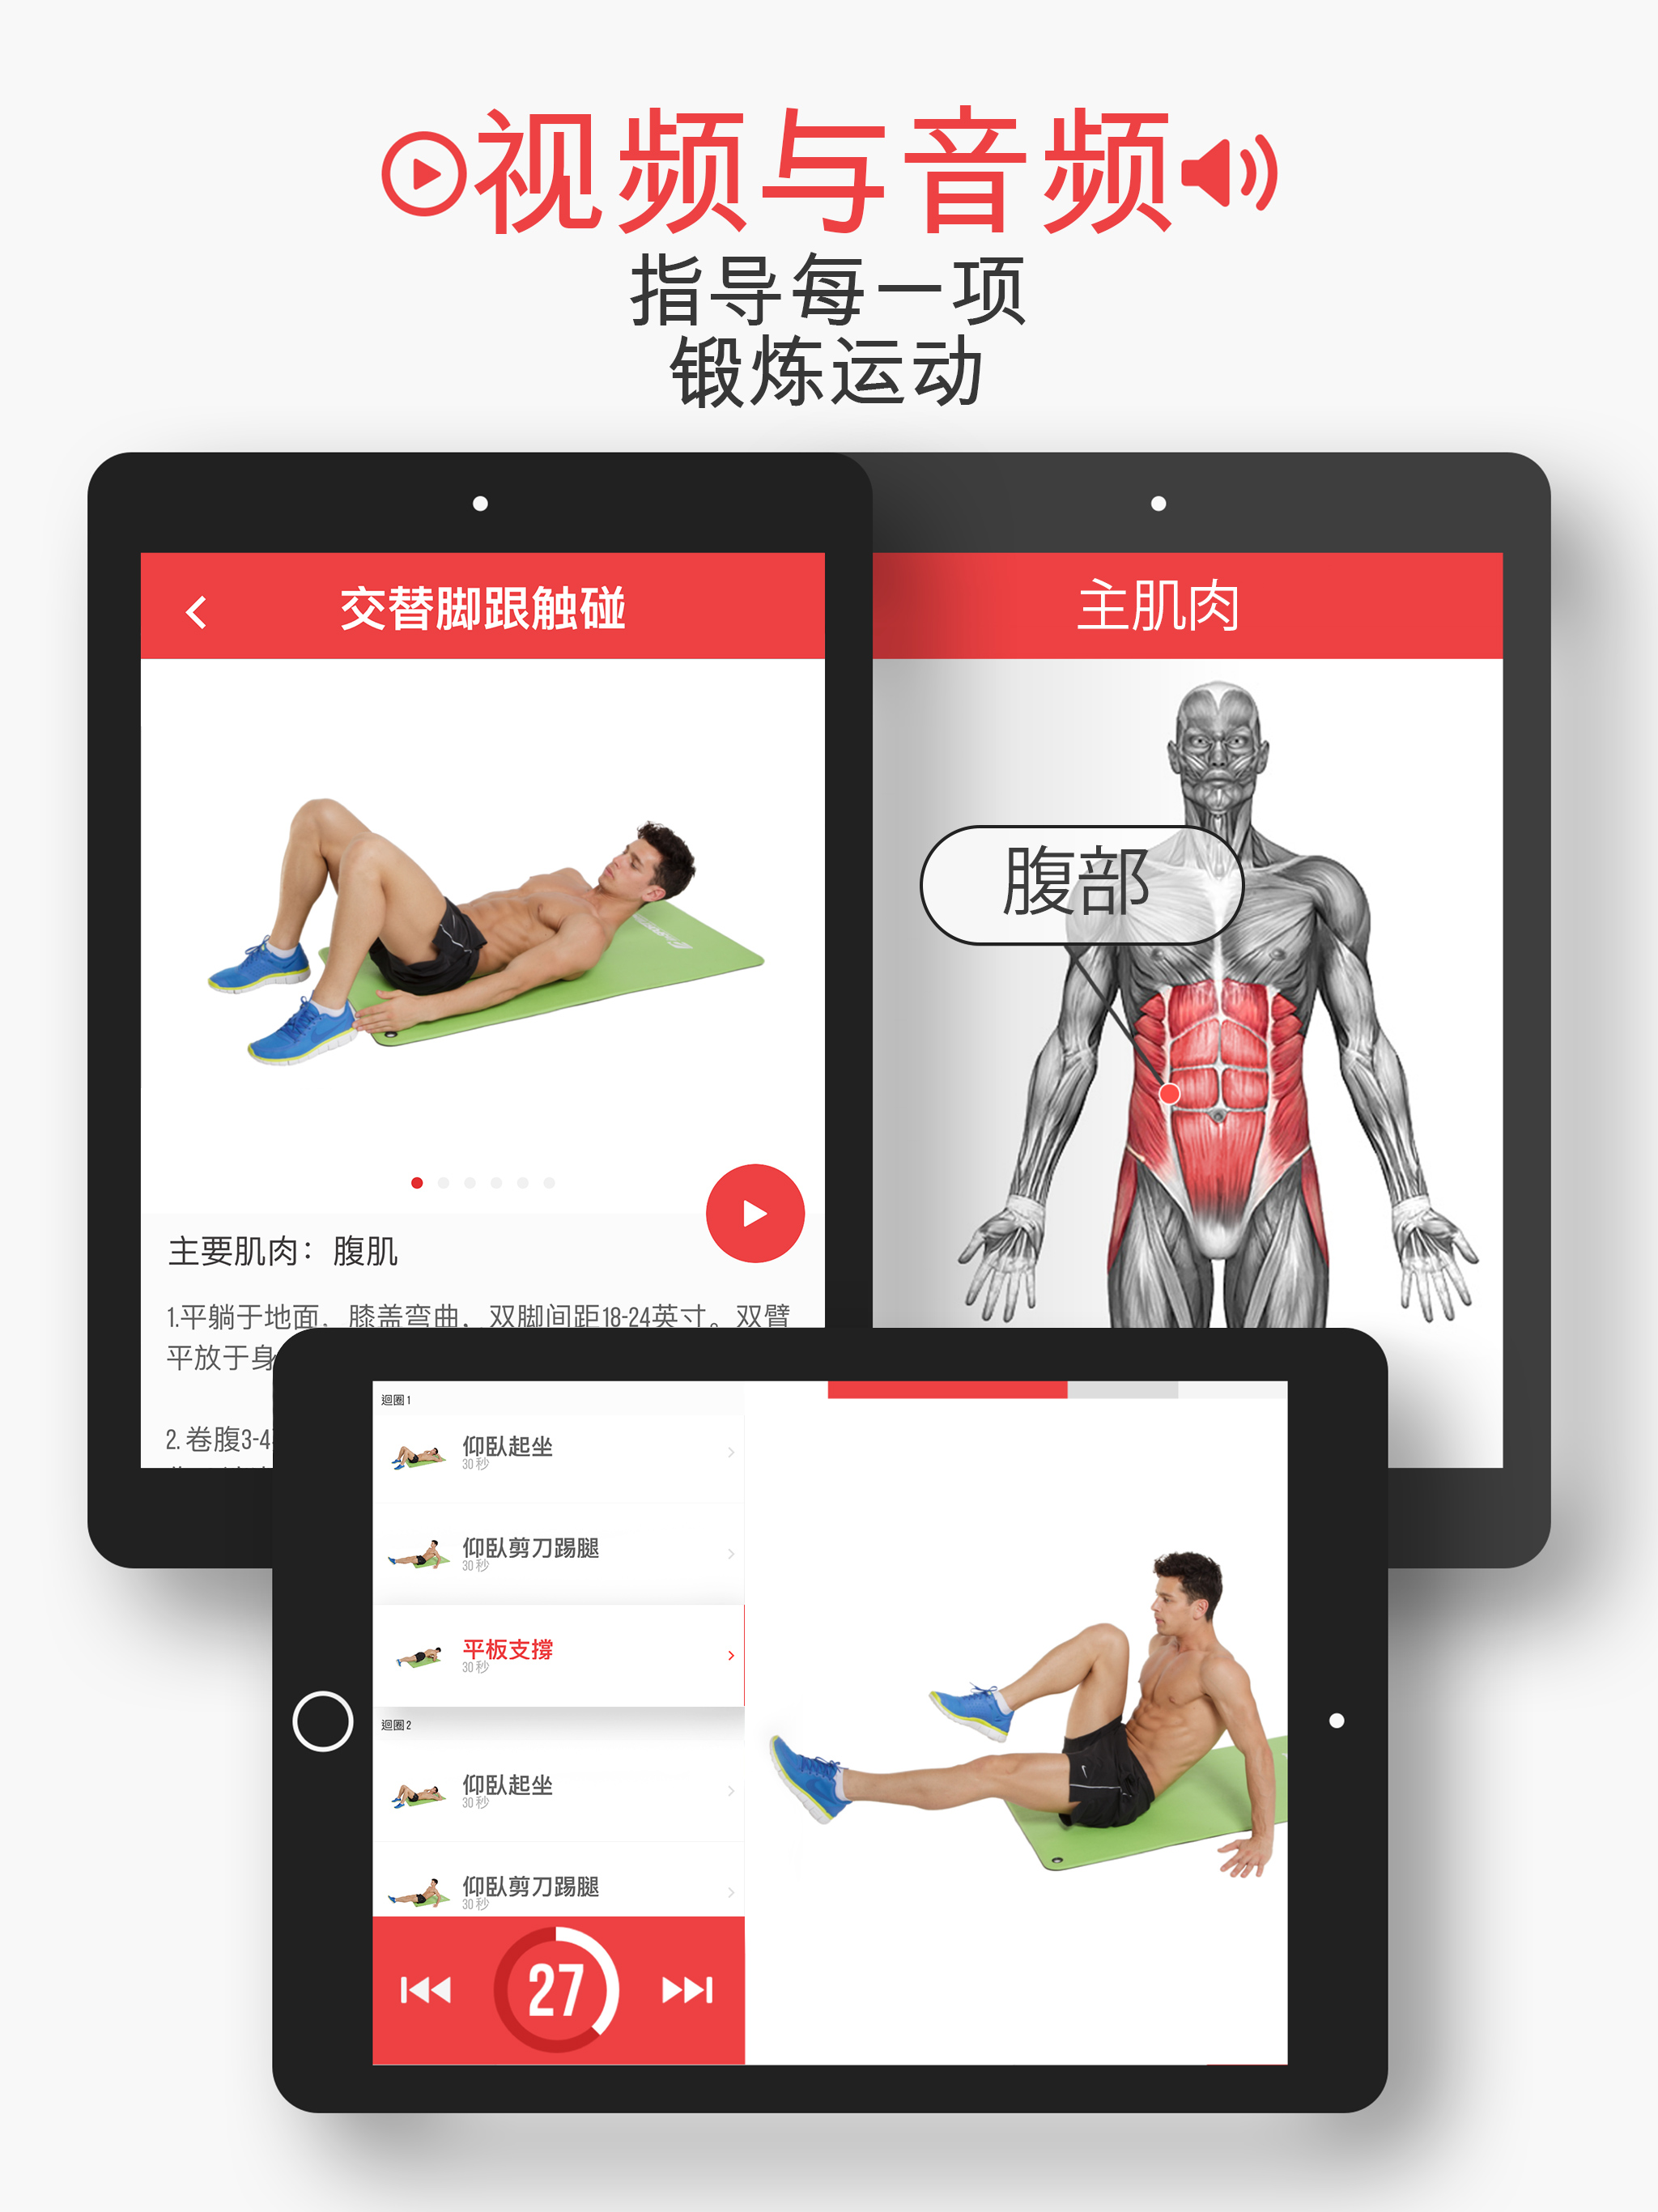 视频与音频
指导每一项
锻炼运动
交替脚跟触碰
主要肌肉：腹肌
1.平躺于地面，膝盖弯曲，双脚间距18-24英寸。双臂
平放于身
2. 卷腹3-4
主肌肉
腹部
迴圈 1
仰臥起坐
30 秒
仰臥剪刀踢腿
30 秒
平板支撐
30 秒
迴圈 2
仰臥起坐
30 秒
仰臥剪刀踢腿
30 秒
27